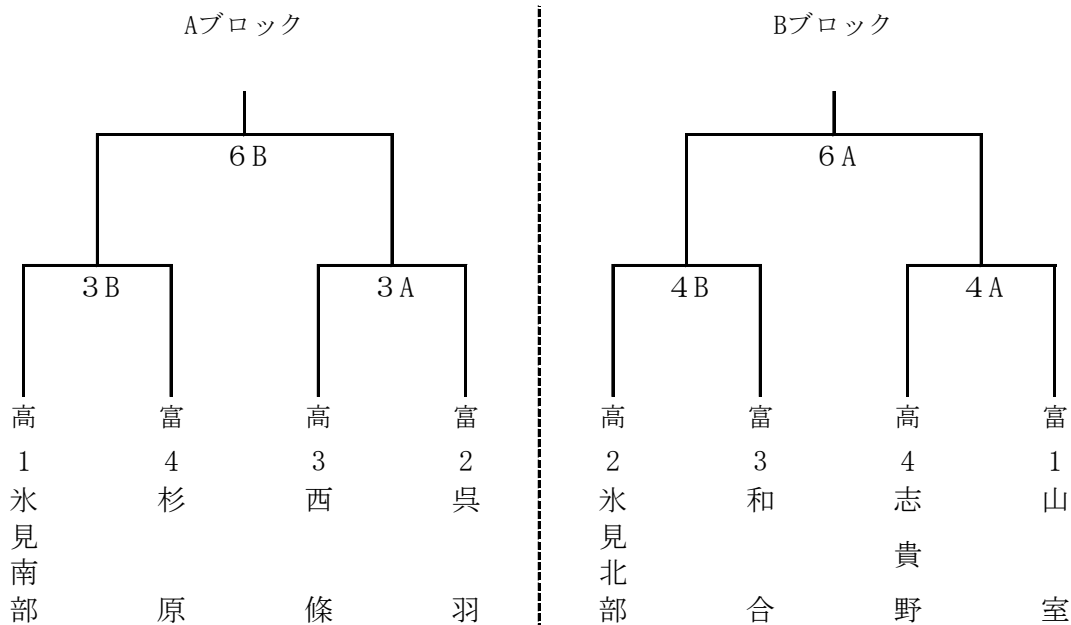 Aブロック
Bブロック
６B
６A
３B
３A
４B
４A
高1氷見南部
富4杉原
高3西條
富2呉羽
高2氷見北部
富3和合
高4志貴野
富1山室